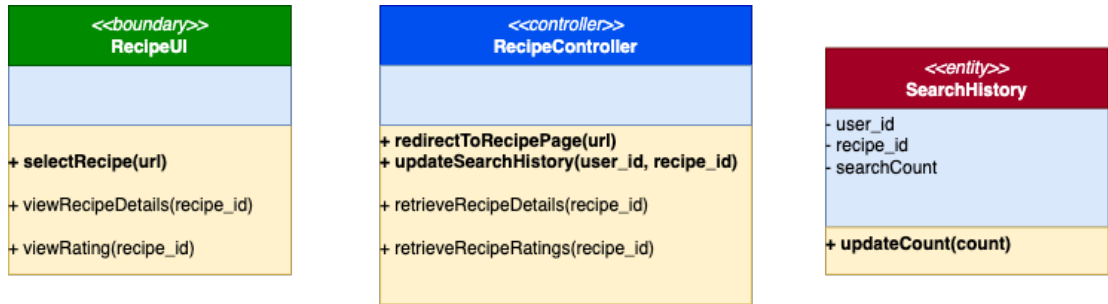 <<boundary>>
RecipeUI
+ selectRecipe(url)
+ viewRecipeDetails(recipe_id)
+ viewRating(recipe_id)
<<controller>>
RecipeController
+ redirectToRecipePage(url)
+ updateSearchHistory(user_id, recipe_id)
+ retrieveRecipeDetails(recipe_id)
+ retrieveRecipeRatings(recipe_id)
<<entity>>
SearchHistory
- user_id
- recipe_id
- searchCount
+ updateCount(count)